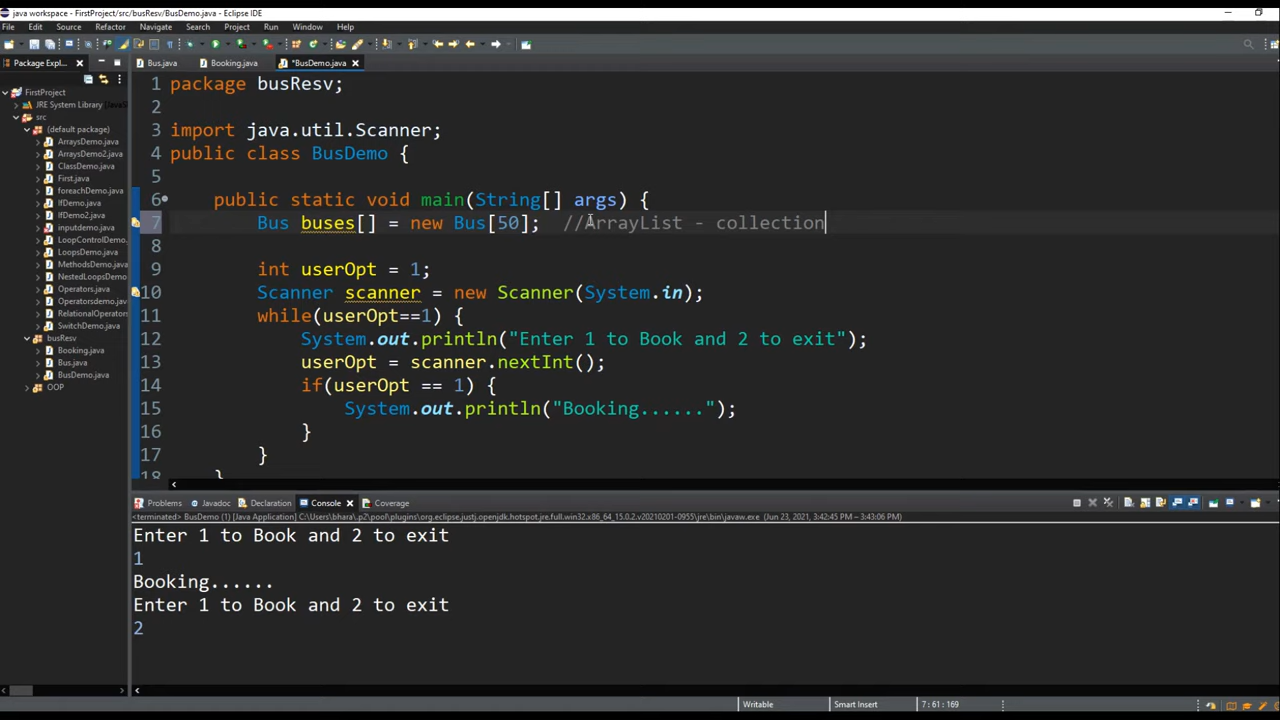 java workspace - FirstProject/src/busResv/BusDemo.java - Eclipse IDE
File Edit Source Refactor Navigate Search Project Run Window Help
Package Expl... Bus.java Booking.java *BusDemo.java
FirstProject
JRE System Library [JavaS
src
(default package)
ArraysDemo.java
ArraysDemo2.java
ClassDemo.java
First.java
foreachDemo.java
IfDemo.java
IfDemo2.java
inputdemo.java
LoopControlDemo.j
MethodsDemo.java
NestedLoopsDemo.
Operators.java
Operatorsdemo.java
RelationalOperator
SwitchDemo.java
busResv
Booking.java
Bus.java
BusDemo.java
OOP
1 package busResv;
2
3 import java.util.Scanner;
4 public class BusDemo {
5
6 public static void main(String[] args) {
7 Bus buses[] = new Bus[50]; //ArrayList - collection
8
9 int userOpt = 1;
10 Scanner scanner = new Scanner(System.in);
11 while(userOpt==1) {
12 System.out.println("Enter 1 to Book and 2 to exit");
13 userOpt = scanner.nextInt();
14 if(userOpt == 1) {
15 System.out.println("Booking......");
16 }
17 }
18 }
Problems Javadoc Declaration Console Coverage
<terminated> BusDemo (1) [Java Application] C:\Users\bhara\.p2\pool\plugins\org.eclipse.justj.openjdk.hotspot.jre.full.win32.x86_64_15.0.2.v20210201-0955\jre\bin\javaw.exe (Jun 23, 2021, 3:42:45 PM – 3:43:06 PM)
Enter 1 to Book and 2 to exit
1
Booking......
Enter 1 to Book and 2 to exit
2
Writable Smart Insert 7 : 61 : 169